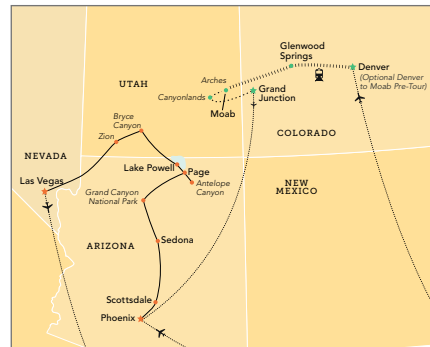 Glenwood
Springs
Denver
(Optional Denver
to Moab Pre-Tour)
UTAH
Arches
Canyonlands
Grand
Junction
Moab
Bryce
Canyon
COLORADO
Zion
NEVADA
Lake Powell
Page
Las Vegas
Antelope
Canyon
NEW
MEXICO
Grand Canyon
National Park
ARIZONA
Sedona
Scottsdale
Phoenix